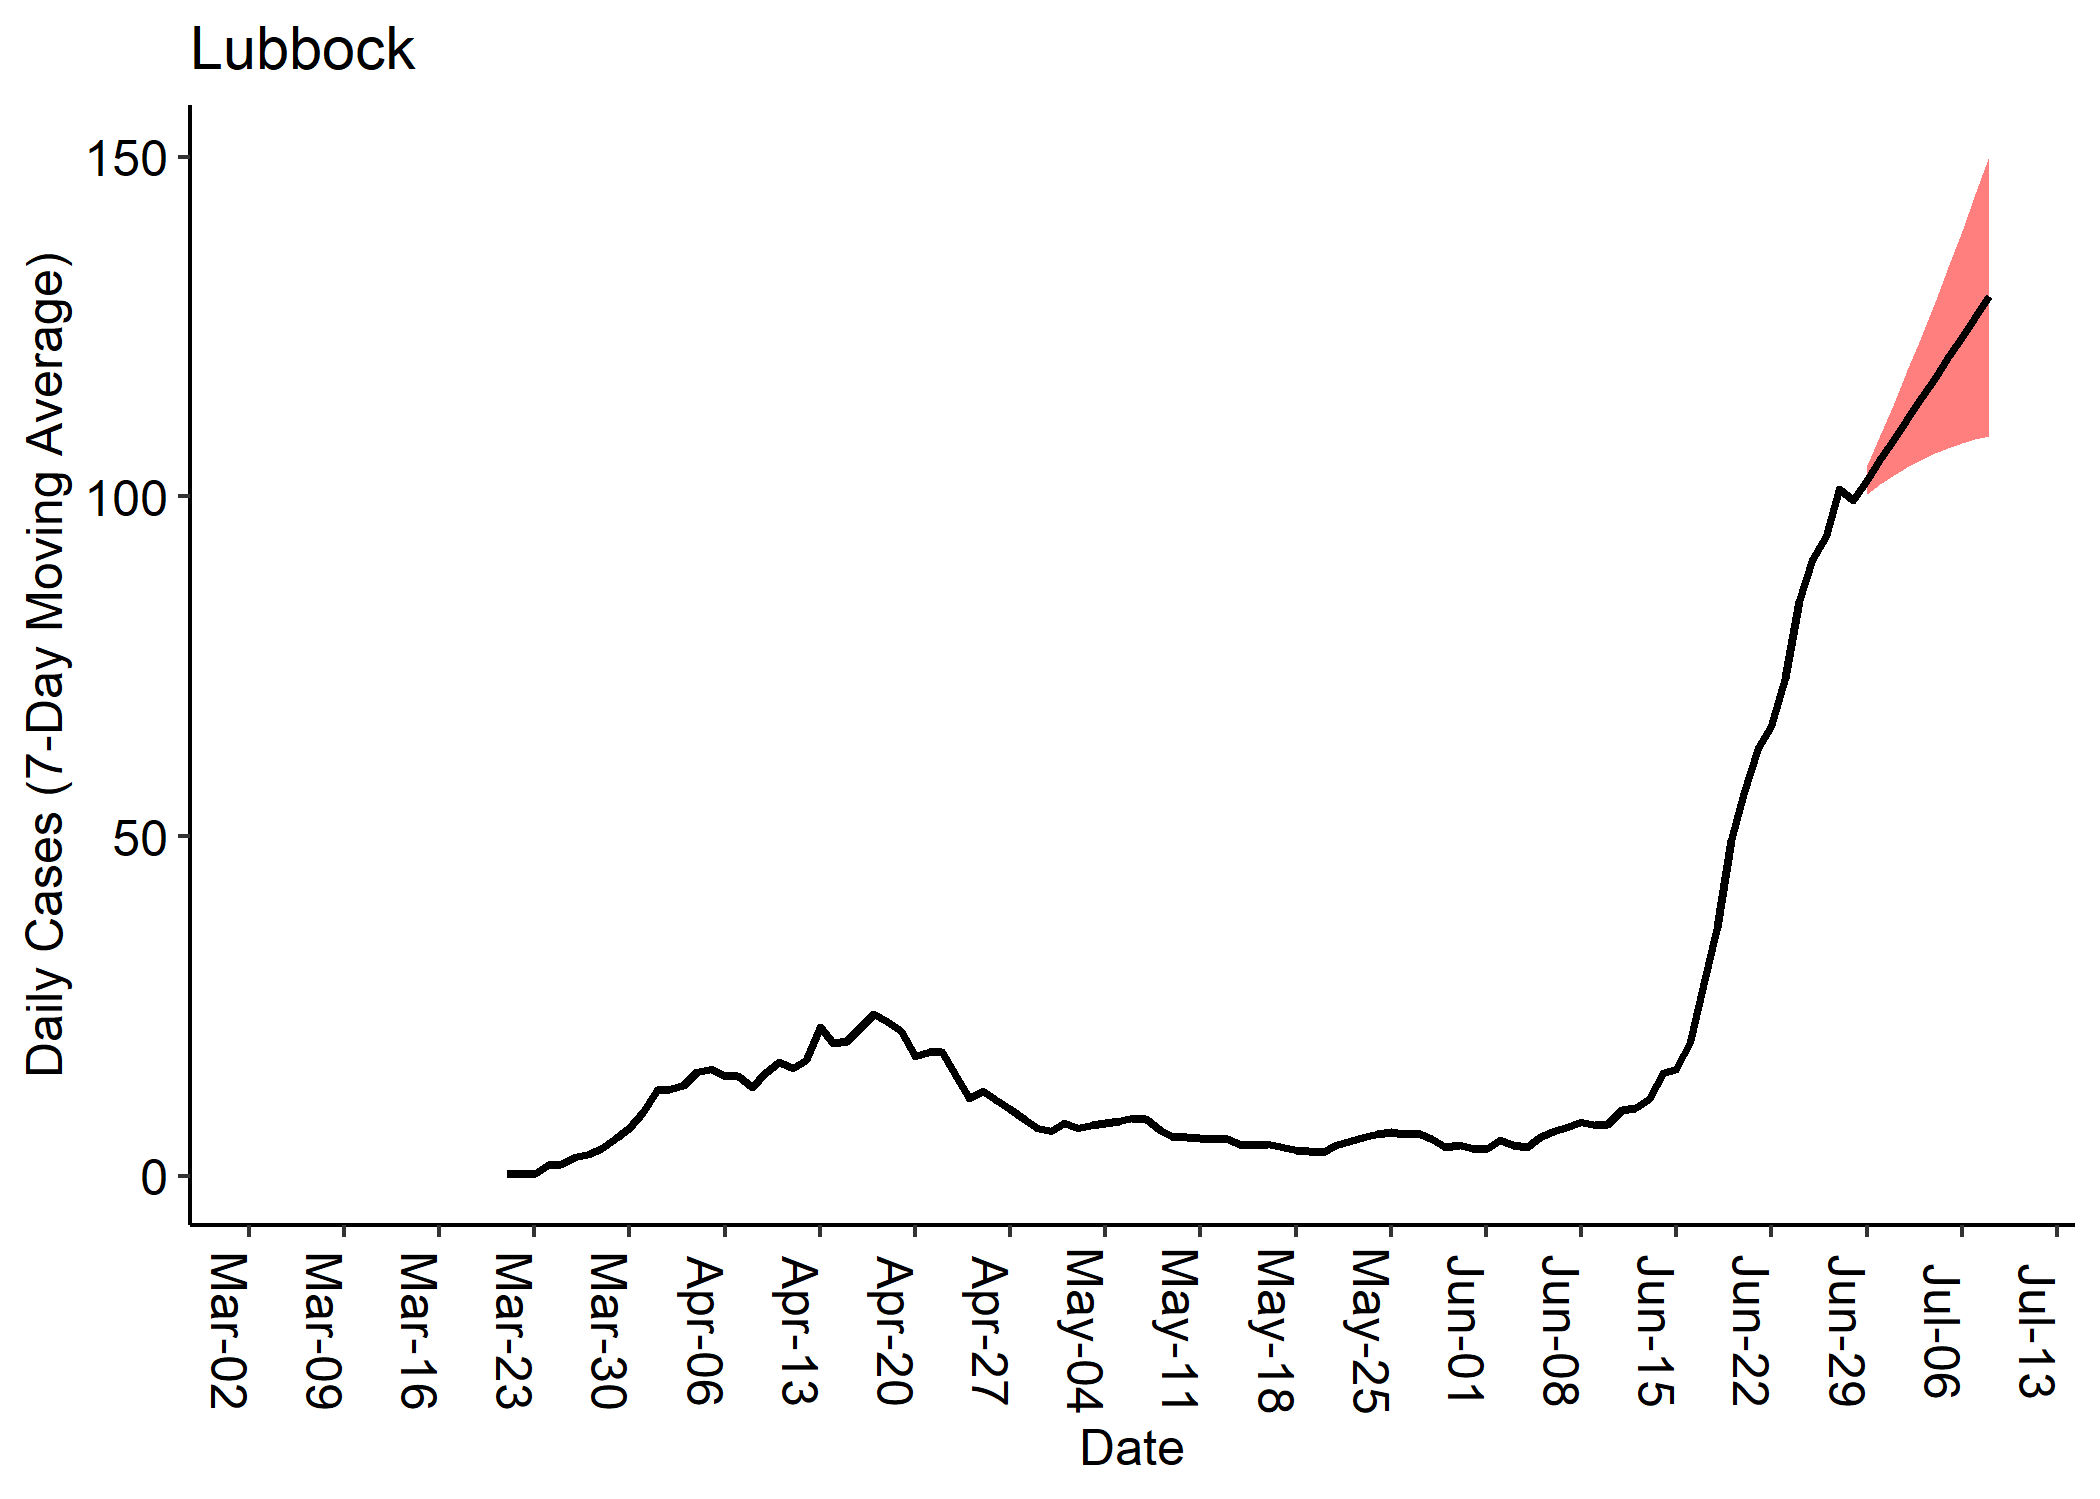 Lubbock
Daily Cases (7-Day Moving Average)
150
100
50
0
Mar-02
Mar-09
Mar-16
Mar-23
Mar-30
Apr-06
Apr-13
Apr-20
Apr-27
May-04
May-11
May-18
May-25
Jun-01
Jun-08
Jun-15
Jun-22
Jun-29
Jul-06
Jul-13
Date